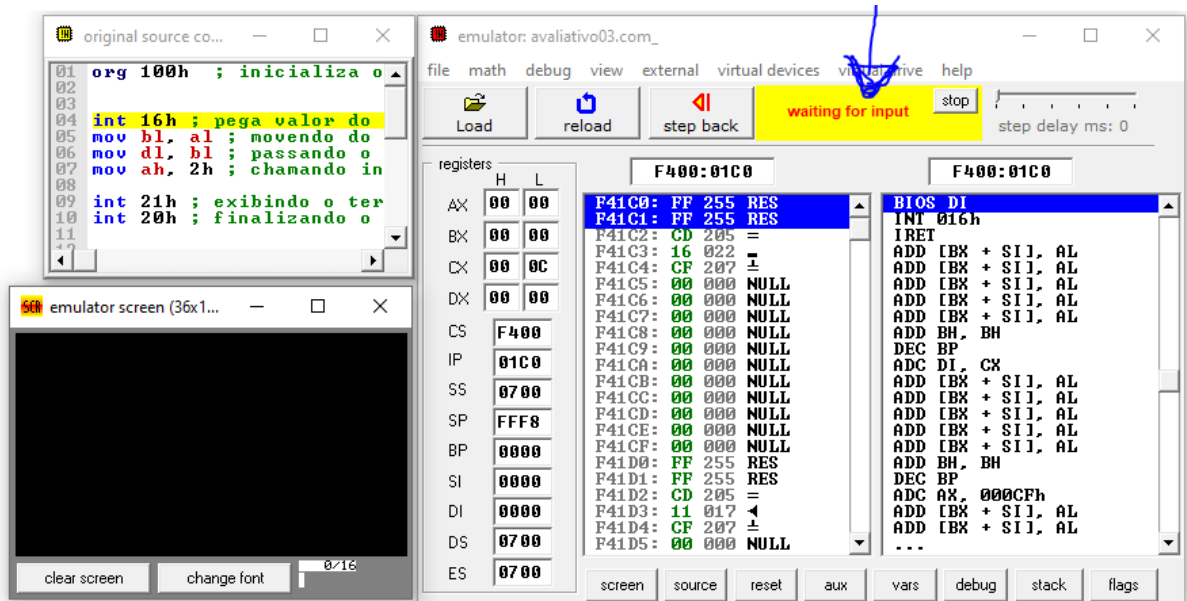 original source co...
01 org 100h ; inicializa o
02
03
04 int 16h ; pega valor do
05 mov bl, al ; movendo do
06 mov dl, bl ; passando o
07 mov ah, 2h ; chamando in
08
09 int 21h ; exibindo o ter
10 int 20h ; finalizando o
11
12
emulator screen (36x1...
clear screen
change font
0/16
emulator: avaliativo03.com_
file math debug view external virtual devices virtual drive help
Load
reload
step back
waiting for input
stop
step delay ms: 0
registers
H L
AX 00 00
BX 00 00
CX 00 0C
DX 00 00
CS F400
IP 01C0
SS 0700
SP FFF8
BP 0000
SI 0000
DI 0000
DS 0700
ES 0700
F400:01C0
F41C0: FF 255 RES
F41C1: FF 255 RES
F41C2: CD 205 =
F41C3: 16 022 ▬
F41C4: CF 207 ╧
F41C5: 00 000 NULL
F41C6: 00 000 NULL
F41C7: 00 000 NULL
F41C8: 00 000 NULL
F41C9: 00 000 NULL
F41CA: 00 000 NULL
F41CB: 00 000 NULL
F41CC: 00 000 NULL
F41CD: 00 000 NULL
F41CE: 00 000 NULL
F41CF: 00 000 NULL
F41D0: FF 255 RES
F41D1: FF 255 RES
F41D2: CD 205 =
F41D3: 11 017 ◄
F41D4: CF 207 ╧
F41D5: 00 000 NULL
F400:01C0
BIOS DI
INT 016h
IRET
ADD [BX + SI], AL
ADD [BX + SI], AL
ADD [BX + SI], AL
ADD [BX + SI], AL
ADD BH, BH
DEC BP
ADC DI, CX
ADD [BX + SI], AL
ADD [BX + SI], AL
ADD [BX + SI], AL
ADD [BX + SI], AL
ADD [BX + SI], AL
ADD BH, BH
DEC BP
ADC AX, 000CFh
ADD [BX + SI], AL
ADD [BX + SI], AL
...
screen source reset aux vars debug stack flags